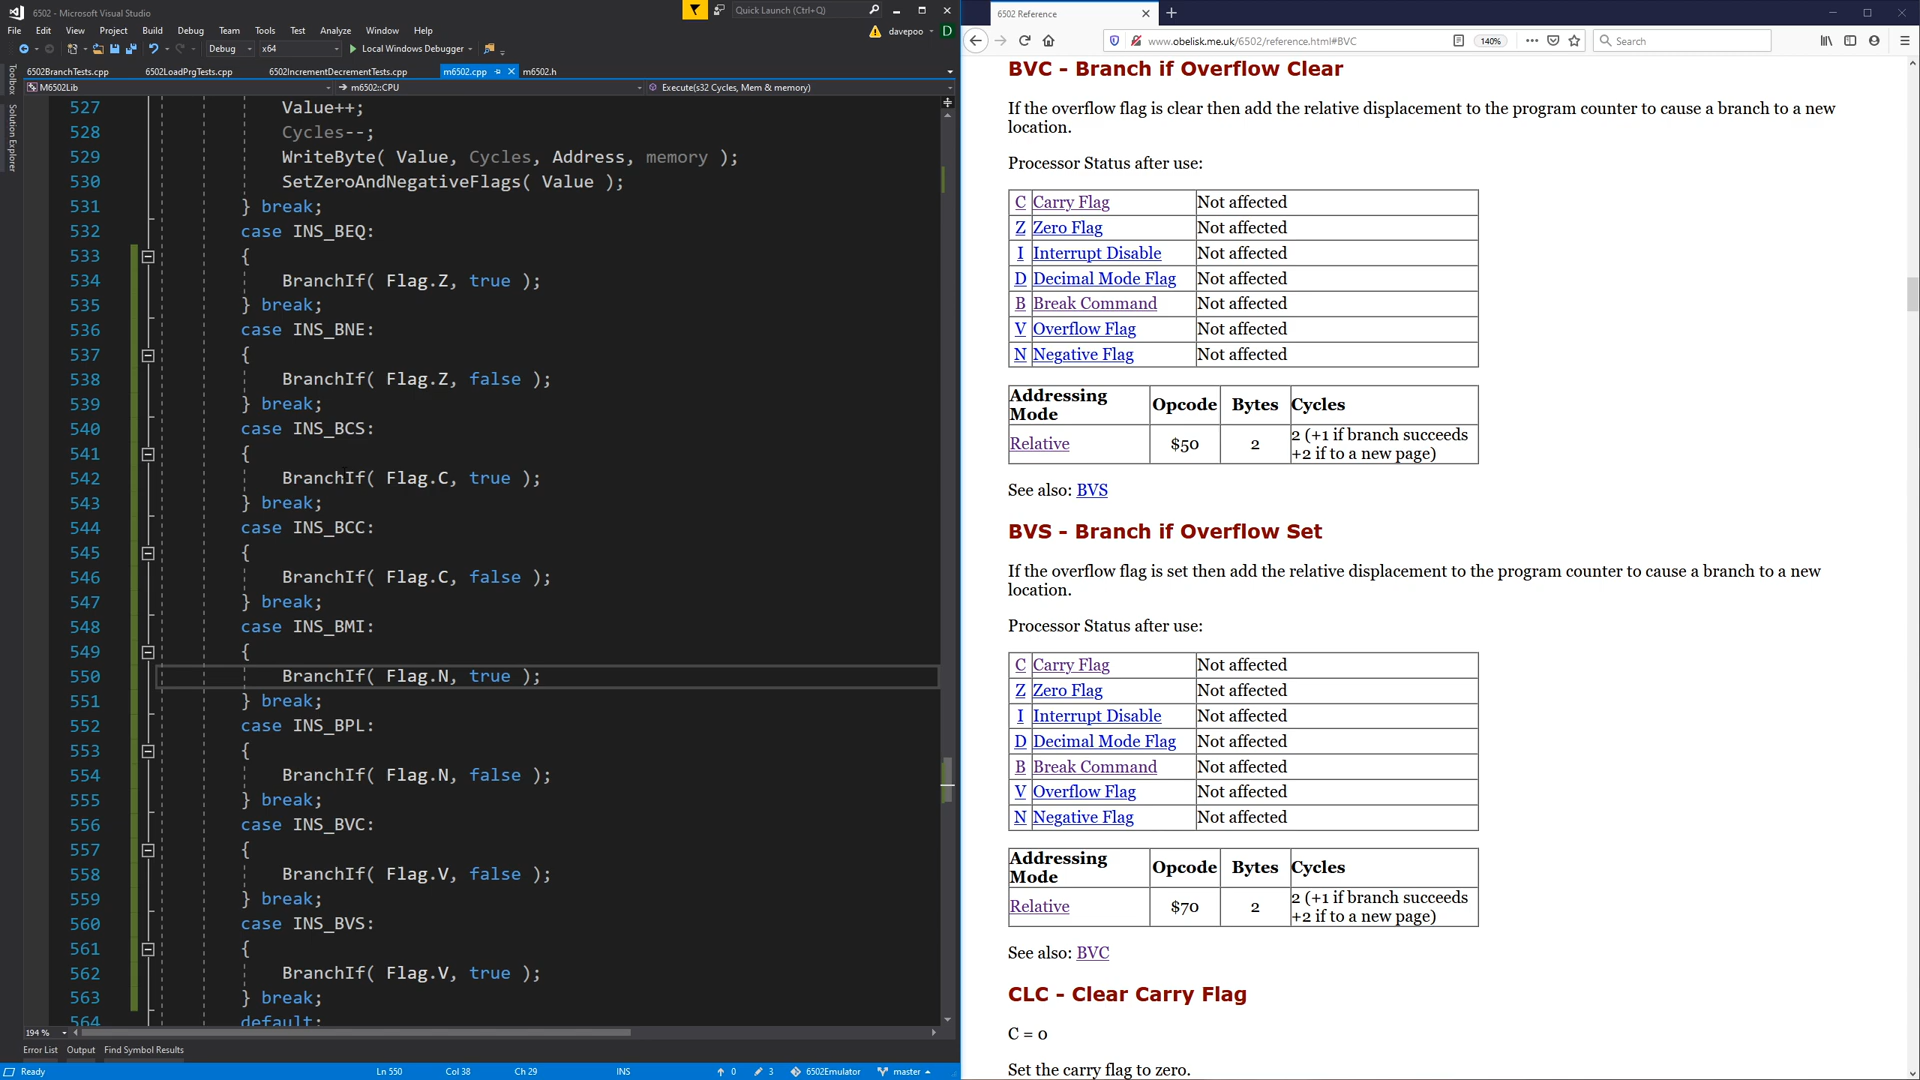 6502 - Microsoft Visual Studio
Quick Launch (Ctrl+Q)
File Edit View Project Build Debug Team Tools Test Analyze Window Help
davepoo
D
Debug x64 Local Windows Debugger
6502BranchTests.cpp 6502LoadPrgTests.cpp 6502IncrementDecrementTests.cpp m6502.cpp m6502.h
M6502Lib m6502::CPU Execute(s32 Cycles, Mem & memory)
Toolbox
Solution Explorer
527 Value++;
528 Cycles--;
529 WriteByte( Value, Cycles, Address, memory );
530 SetZeroAndNegativeFlags( Value );
531 } break;
532 case INS_BEQ:
533 {
534 BranchIf( Flag.Z, true );
535 } break;
536 case INS_BNE:
537 {
538 BranchIf( Flag.Z, false );
539 } break;
540 case INS_BCS:
541 {
542 BranchIf( Flag.C, true );
543 } break;
544 case INS_BCC:
545 {
546 BranchIf( Flag.C, false );
547 } break;
548 case INS_BMI:
549 {
550 BranchIf( Flag.N, true );
551 } break;
552 case INS_BPL:
553 {
554 BranchIf( Flag.N, false );
555 } break;
556 case INS_BVC:
557 {
558 BranchIf( Flag.V, false );
559 } break;
560 case INS_BVS:
561 {
562 BranchIf( Flag.V, true );
563 } break;
564 default:
194 %
Error List Output Find Symbol Results
Ready Ln 550 Col 38 Ch 29 INS 0 3 6502Emulator master
6502 Reference
www.obelisk.me.uk/6502/reference.html#BVC 140% Search
BVC - Branch if Overflow Clear
If the overflow flag is clear then add the relative displacement to the program counter to cause a branch to a new
location.
Processor Status after use:
C Carry Flag Not affected
Z Zero Flag Not affected
I Interrupt Disable Not affected
D Decimal Mode Flag Not affected
B Break Command Not affected
V Overflow Flag Not affected
N Negative Flag Not affected
Addressing Mode Opcode Bytes Cycles
Relative $50 2 2 (+1 if branch succeeds
+2 if to a new page)
See also: BVS
BVS - Branch if Overflow Set
If the overflow flag is set then add the relative displacement to the program counter to cause a branch to a new
location.
Processor Status after use:
C Carry Flag Not affected
Z Zero Flag Not affected
I Interrupt Disable Not affected
D Decimal Mode Flag Not affected
B Break Command Not affected
V Overflow Flag Not affected
N Negative Flag Not affected
Addressing Mode Opcode Bytes Cycles
Relative $70 2 2 (+1 if branch succeeds
+2 if to a new page)
See also: BVC
CLC - Clear Carry Flag
C = 0
Set the carry flag to zero.